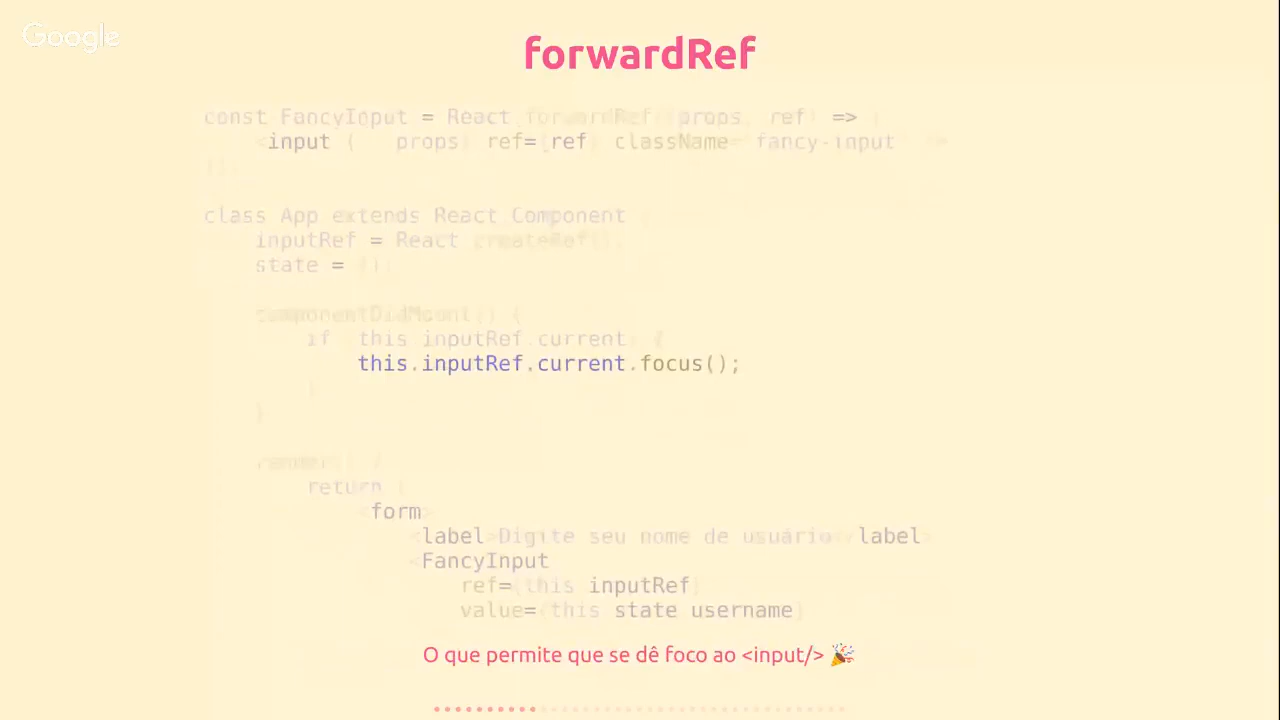 Google
forwardRef
const FancyInput = React.forwardRef((props, ref) => (
<input { props} ref={ref} className="fancy-input" />
));
class App extends React Component {
inputRef = React createRef();
state = {};
componentDidMount() {
if this inputRef.current) {
this.inputRef.current.focus();
}
}
render() {
return (
<form>
<label>Digite seu nome de usuário</label>
<FancyInput
ref={this inputRef}
value={this state username}
O que permite que se dê foco ao <input/> 🎉